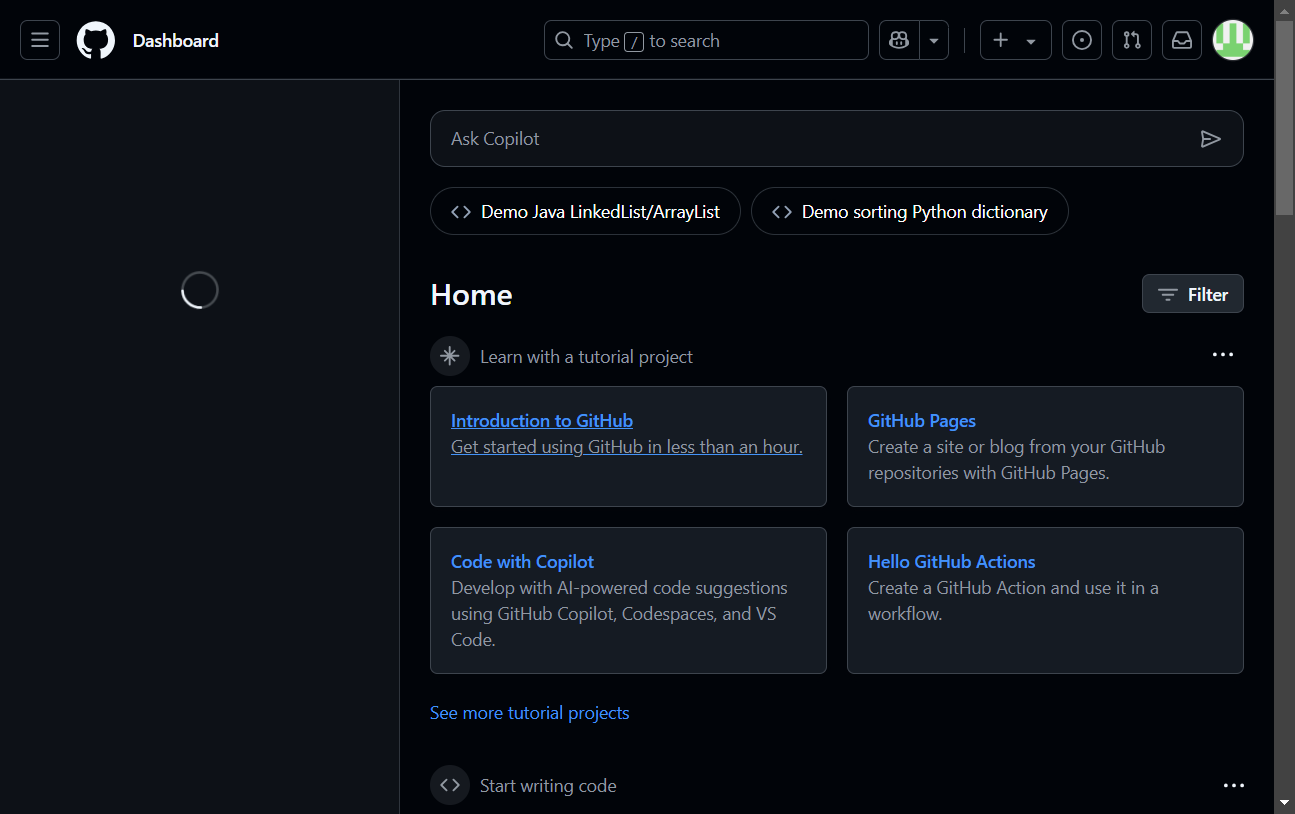 Dashboard
Type / to search
Ask Copilot
Demo Java LinkedList/ArrayList
Demo sorting Python dictionary
Home
Filter
Learn with a tutorial project
Introduction to GitHub
Get started using GitHub in less than an hour.
GitHub Pages
Create a site or blog from your GitHub
repositories with GitHub Pages.
Code with Copilot
Develop with AI-powered code suggestions
using GitHub Copilot, Codespaces, and VS
Code.
Hello GitHub Actions
Create a GitHub Action and use it in a
workflow.
See more tutorial projects
Start writing code